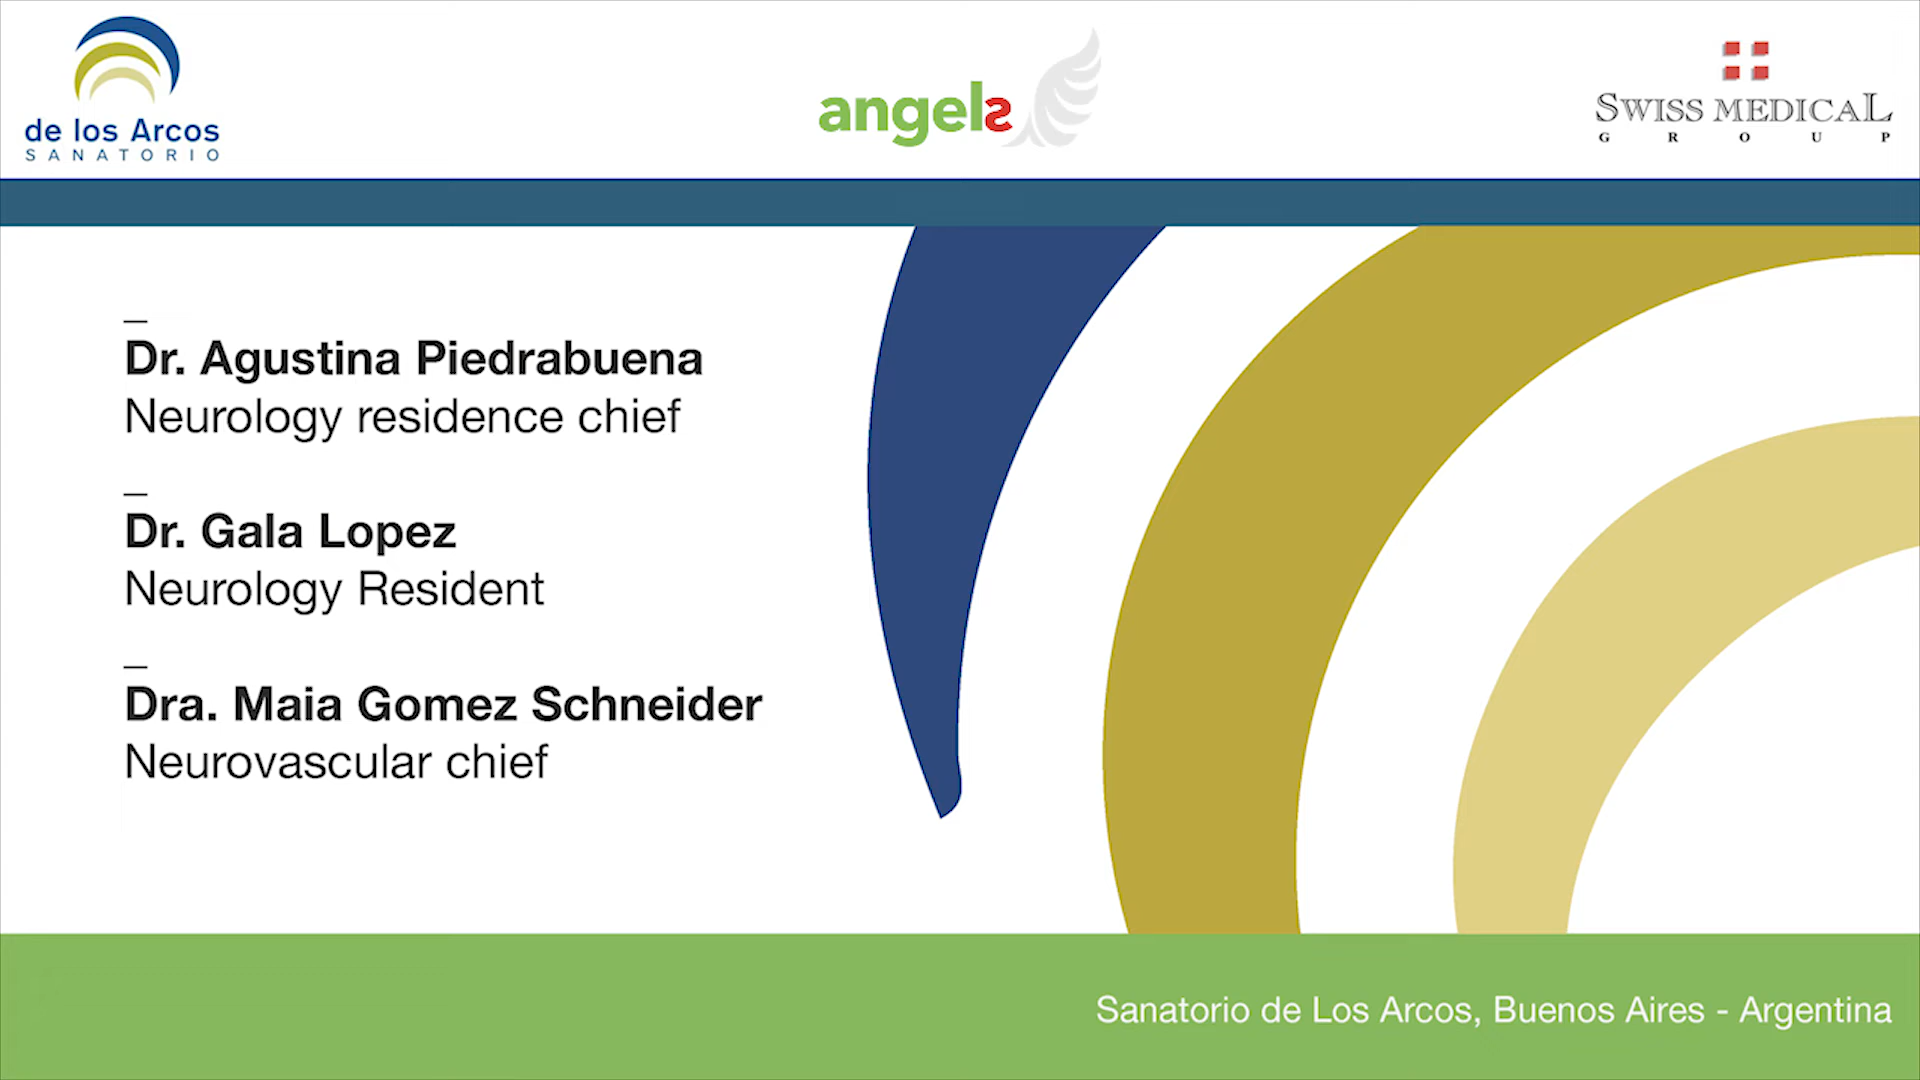 de los Arcos
SANATORIO
angels
SWISS MEDICAL
GROUP
Dr. Agustina Piedrabuena
Neurology residence chief
Dr. Gala Lopez
Neurology Resident
Dra. Maia Gomez Schneider
Neurovascular chief
Sanatorio de Los Arcos, Buenos Aires - Argentina